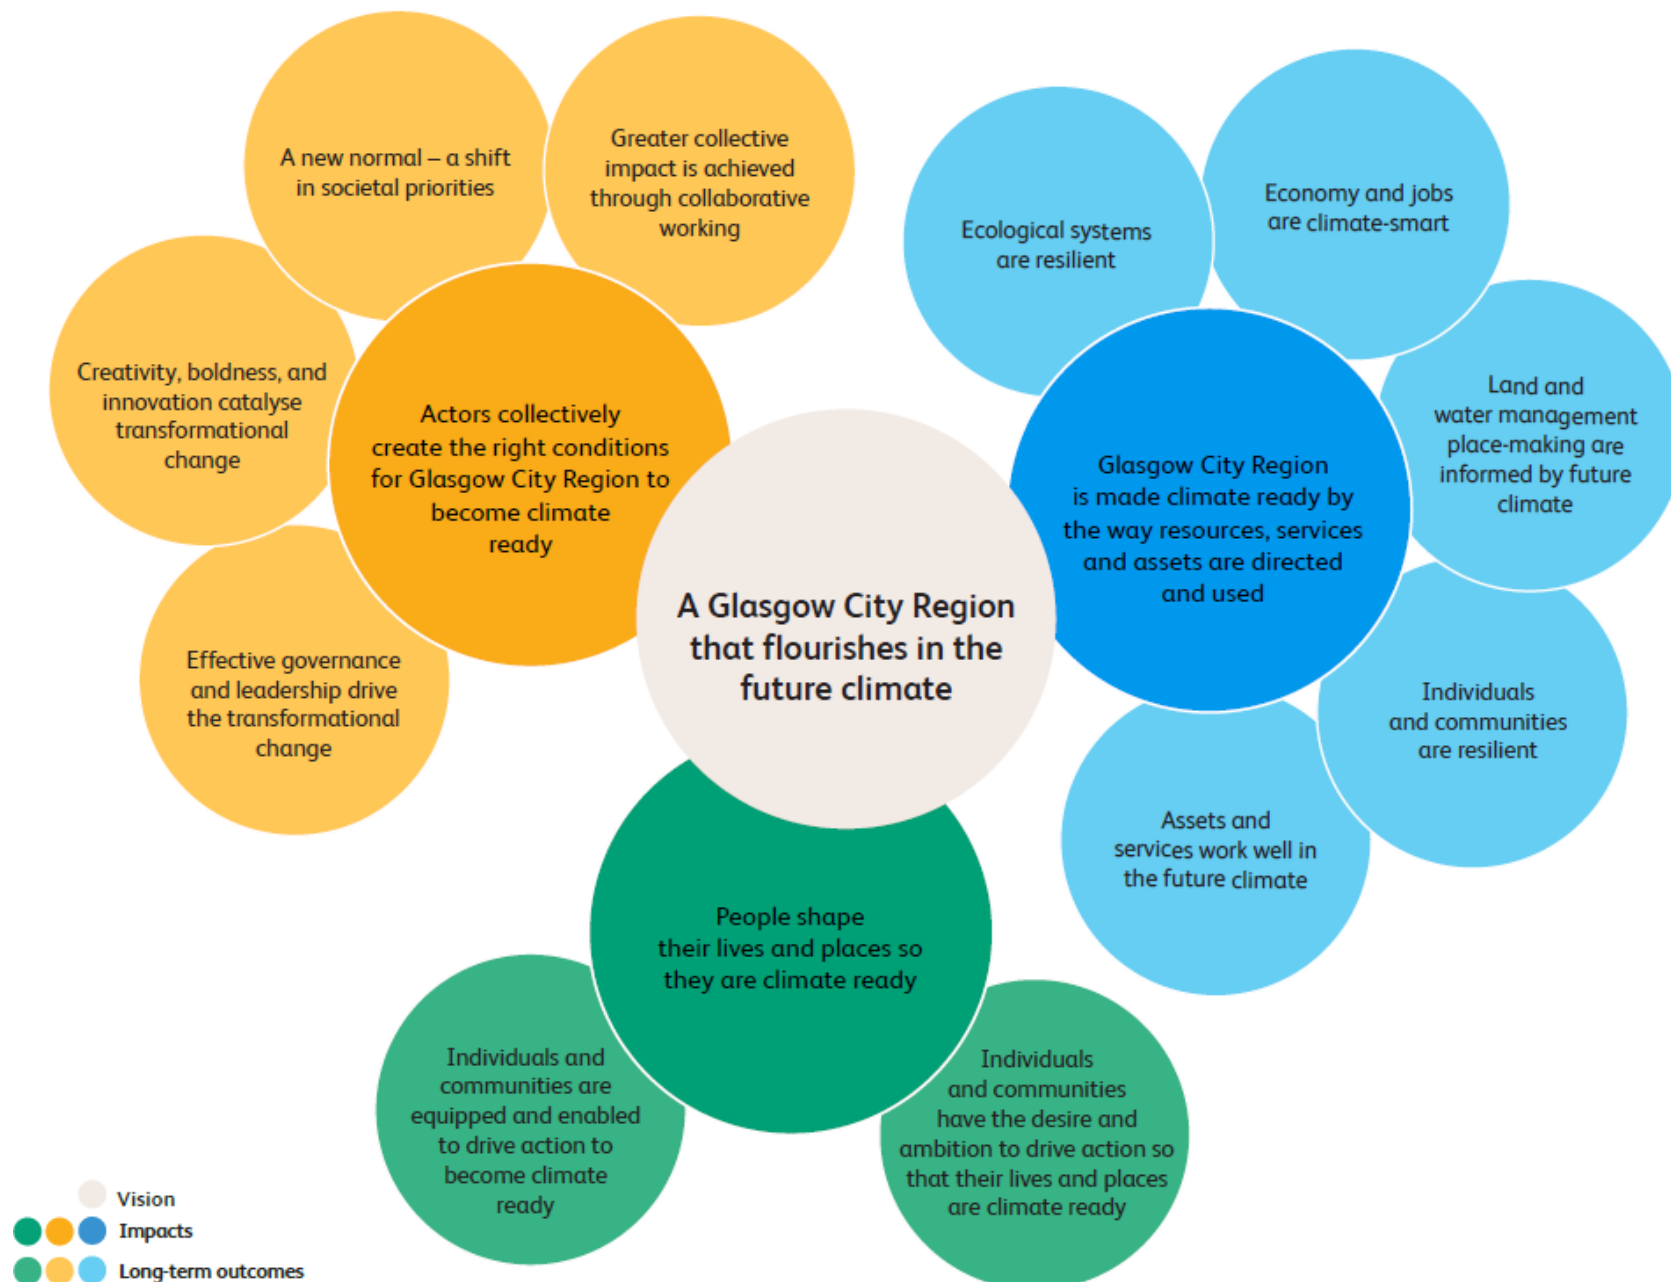 A new normal – a shift
in societal priorities
Greater collective
impact is achieved
through collaborative
working
Creativity, boldness, and
innovation catalyse
transformational
change
Effective governance
and leadership drive
the transformational
change
Actors collectively
create the right conditions
for Glasgow City Region to
become climate
ready
A Glasgow City Region
that flourishes in the
future climate
Ecological systems
are resilient
Economy and jobs
are climate-smart
Land and
water management
place-making are
informed by future
climate
Glasgow City Region
is made climate ready by
the way resources, services
and assets are directed
and used
Individuals
and communities
are resilient
Assets and
services work well in
the future climate
People shape
their lives and places so
they are climate ready
Individuals and
communities are
equipped and enabled
to drive action to
become climate
ready
Individuals
and communities
have the desire and
ambition to drive action so
that their lives and places
are climate ready
Vision
Impacts
Long-term outcomes